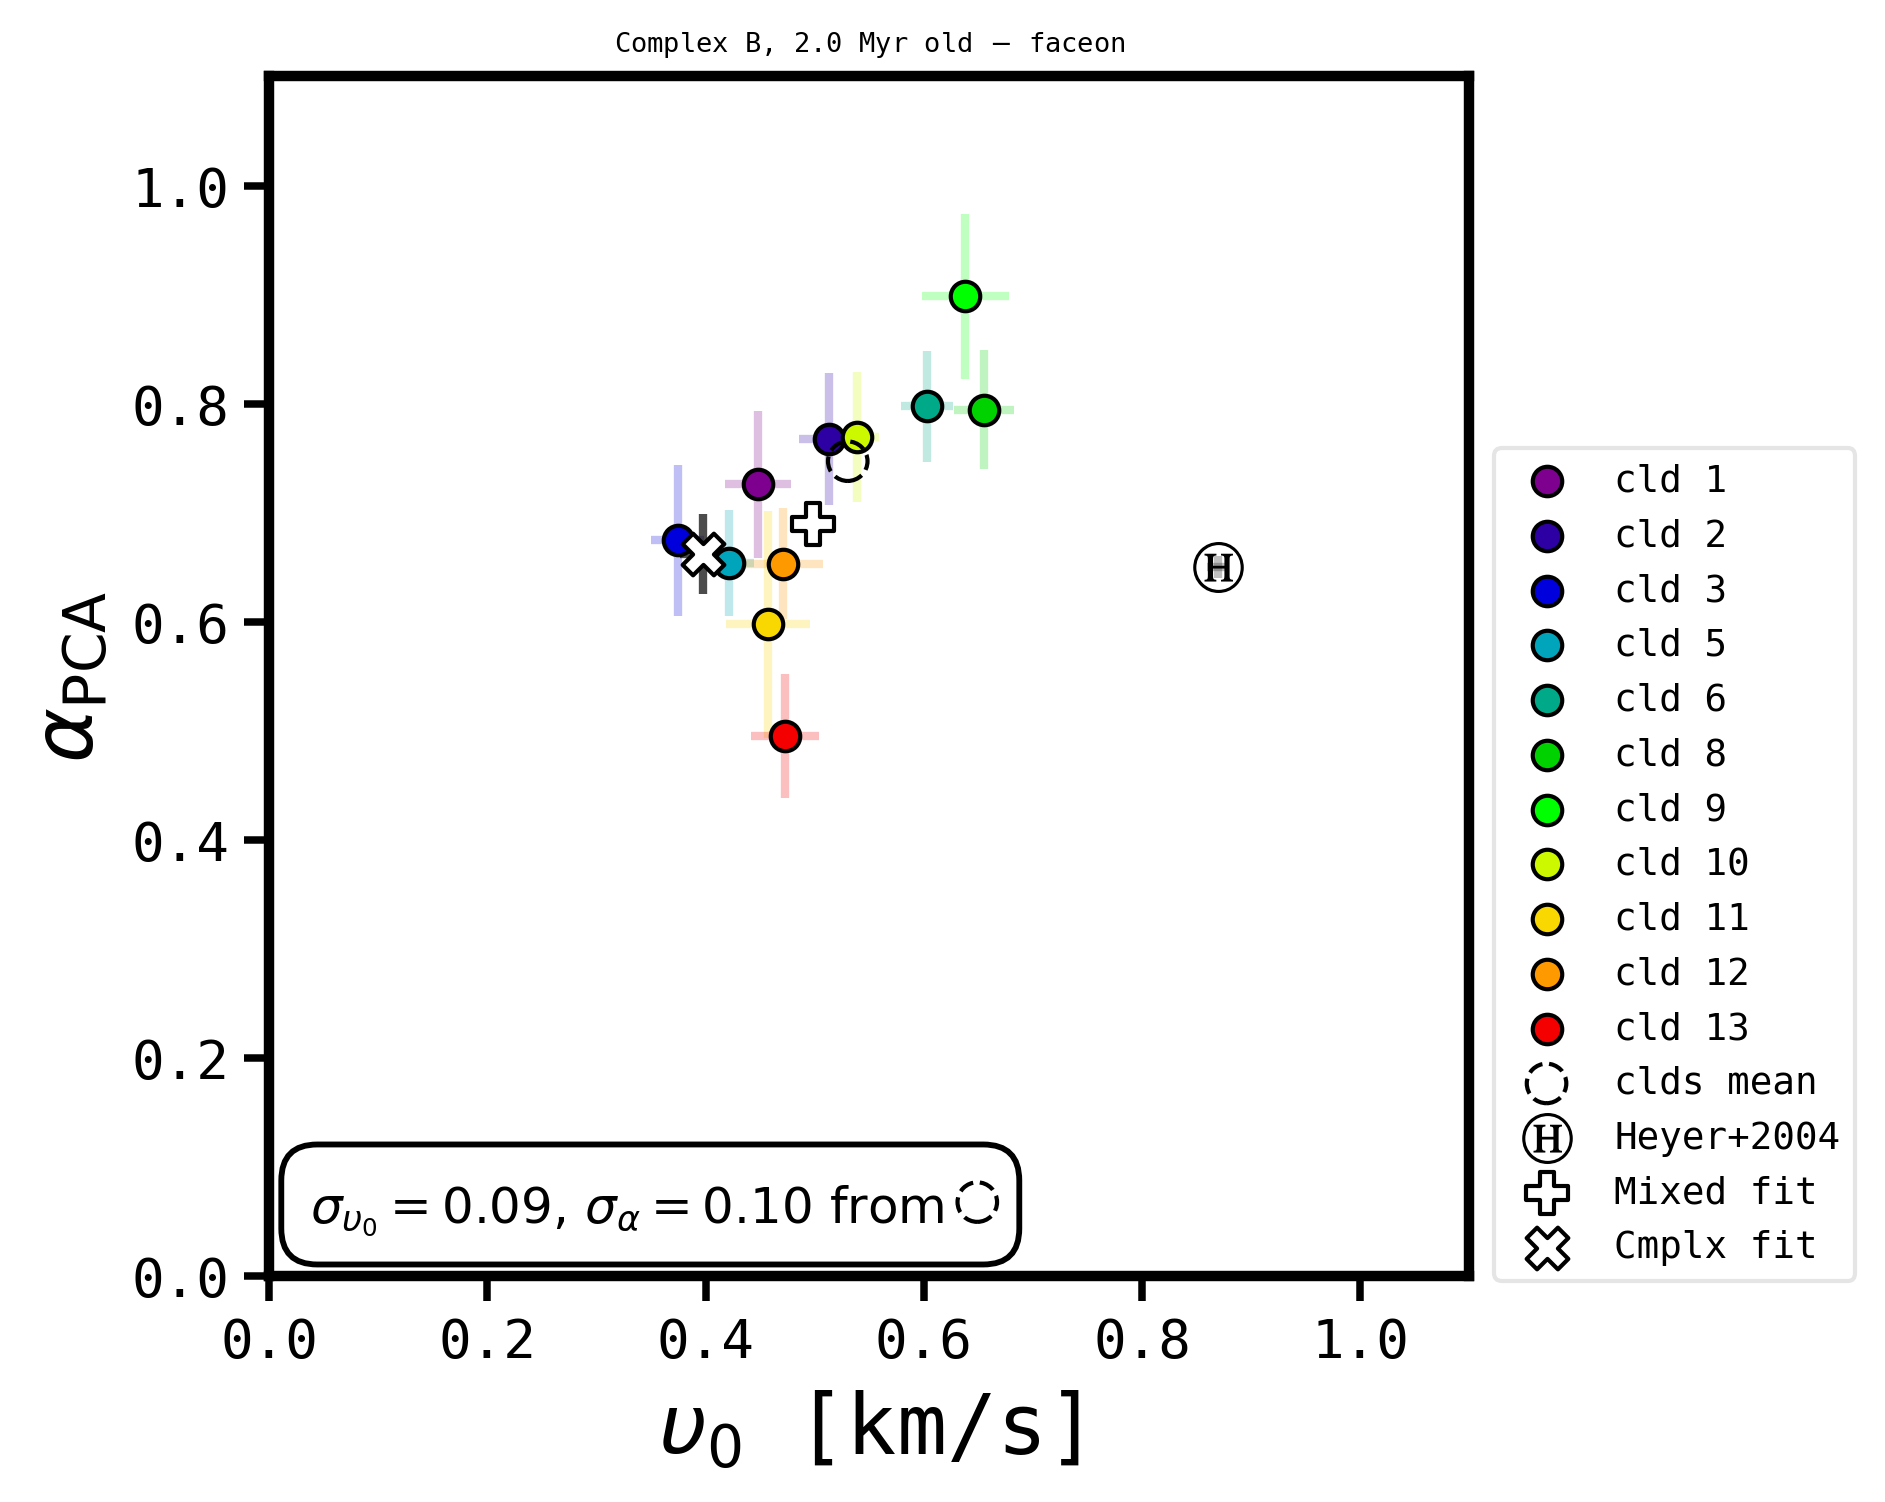 Complex B, 2.0 Myr old — faceon
1.0
0.8
0.6
0.4
0.2
0.0
αPCA
0.0 0.2 0.4 0.6 0.8 1.0
υ0 [km/s]
H
συ0 = 0.09, σα = 0.10 from
cld 1
cld 2
cld 3
cld 5
cld 6
cld 8
cld 9
cld 10
cld 11
cld 12
cld 13
clds mean
H Heyer+2004
Mixed fit
Cmplx fit